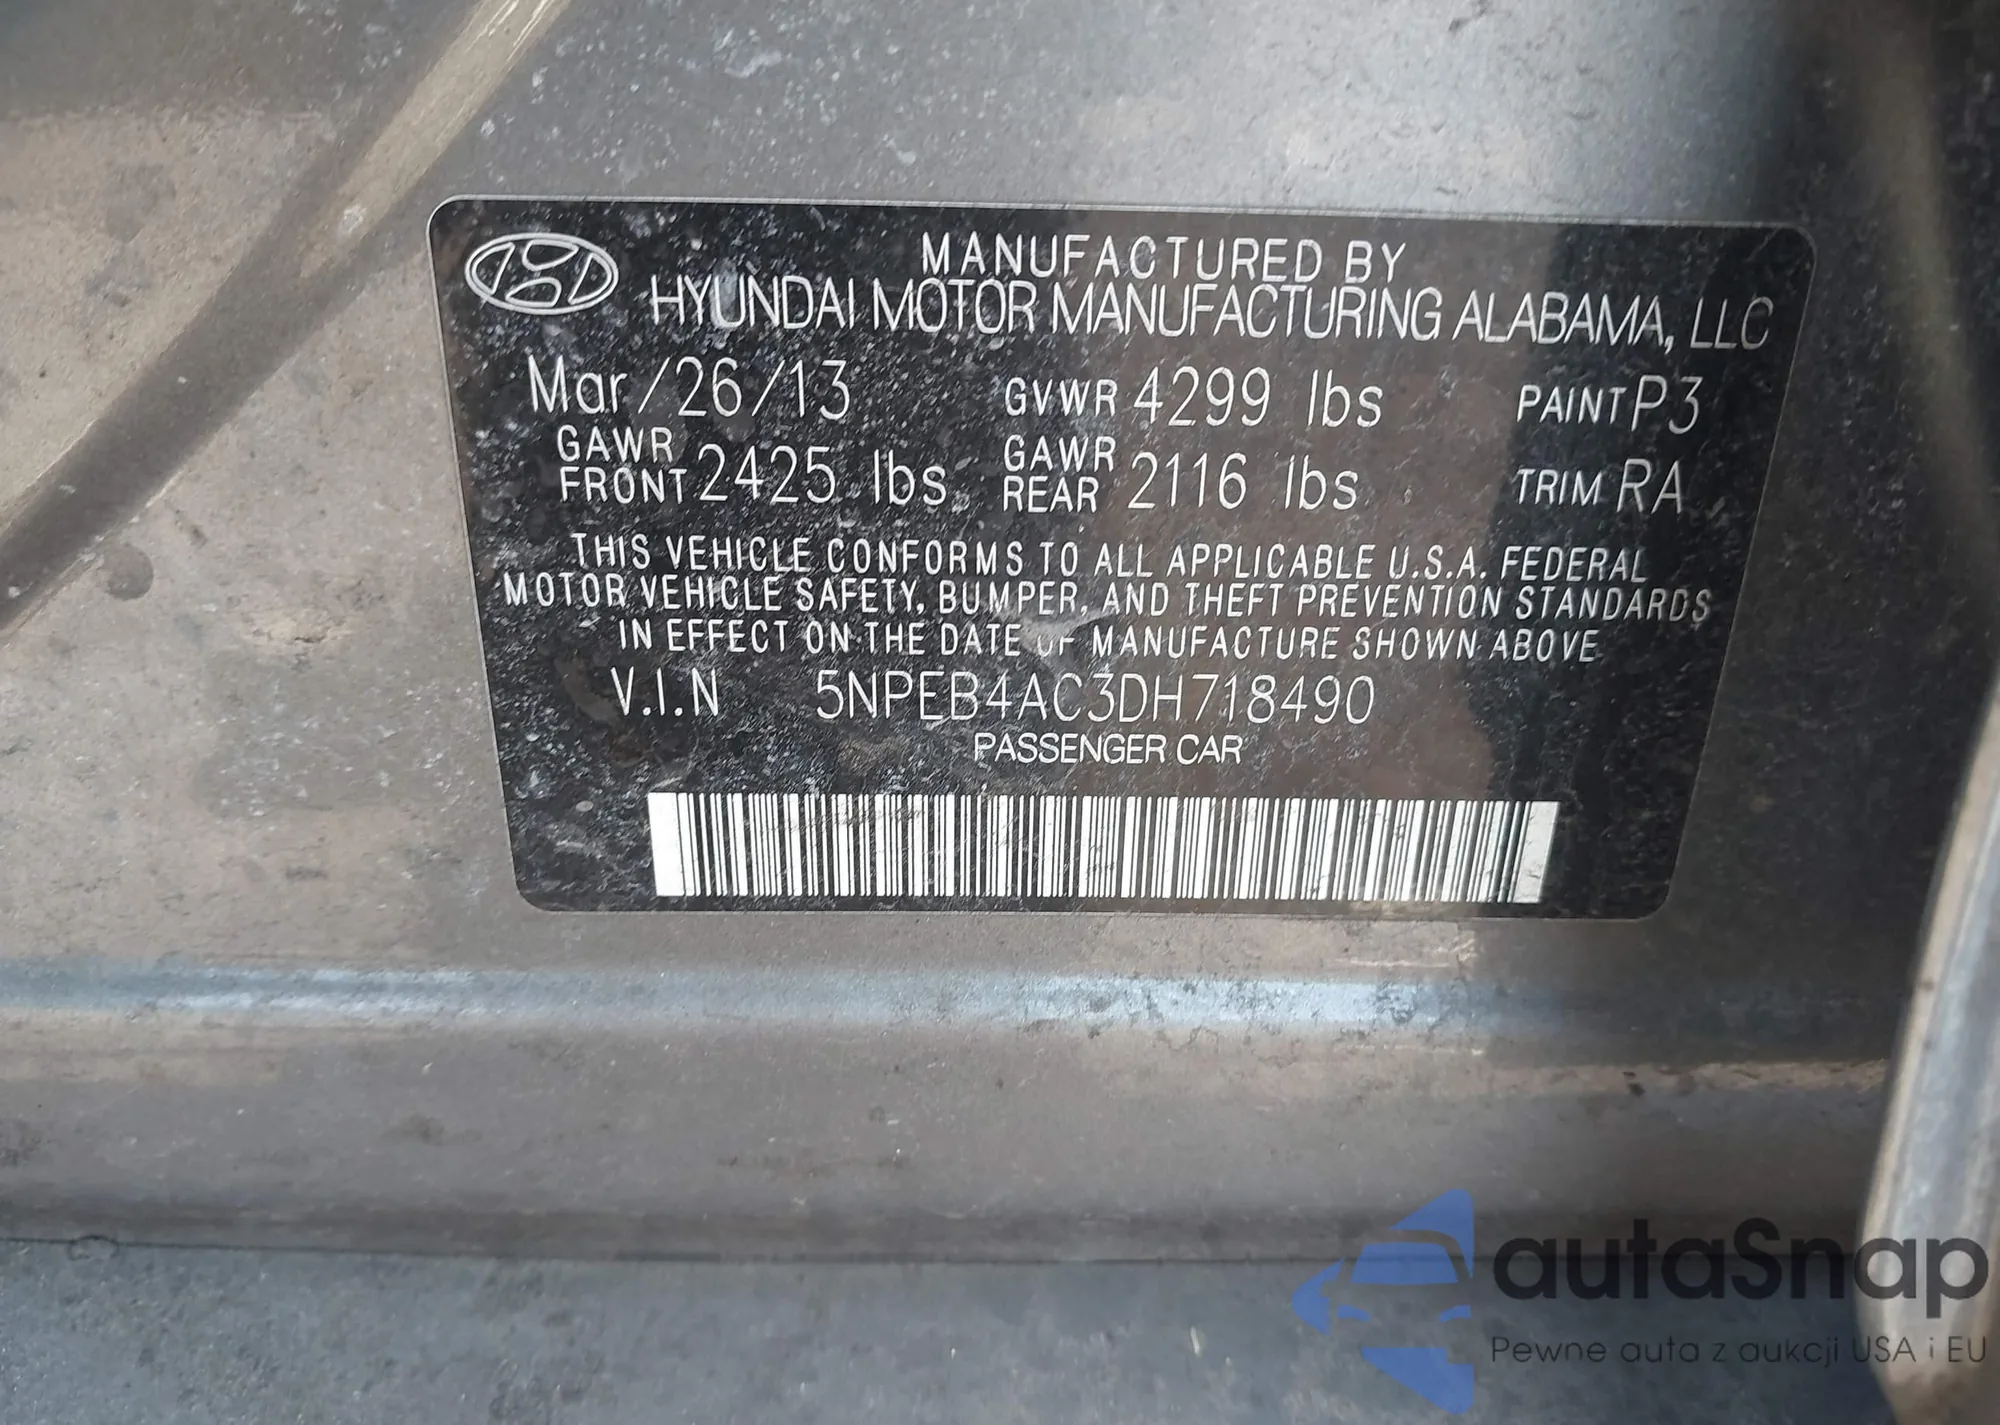 MANUFACTURED BY
HYUNDAI MOTOR MANUFACTURING ALABAMA, LLC
Mar/26/13 GVWR 4299 lbs PAINT P3
GAWR FRONT 2425 lbs GAWR REAR 2116 lbs TRIM RA
THIS VEHICLE CONFORMS TO ALL APPLICABLE U.S.A. FEDERAL
MOTOR VEHICLE SAFETY, BUMPER, AND THEFT PREVENTION STANDARDS
IN EFFECT ON THE DATE OF MANUFACTURE SHOWN ABOVE
V.I.N 5NPEB4AC3DH718490
PASSENGER CAR
autaSnap
Pewne auta z aukcji USA i EU